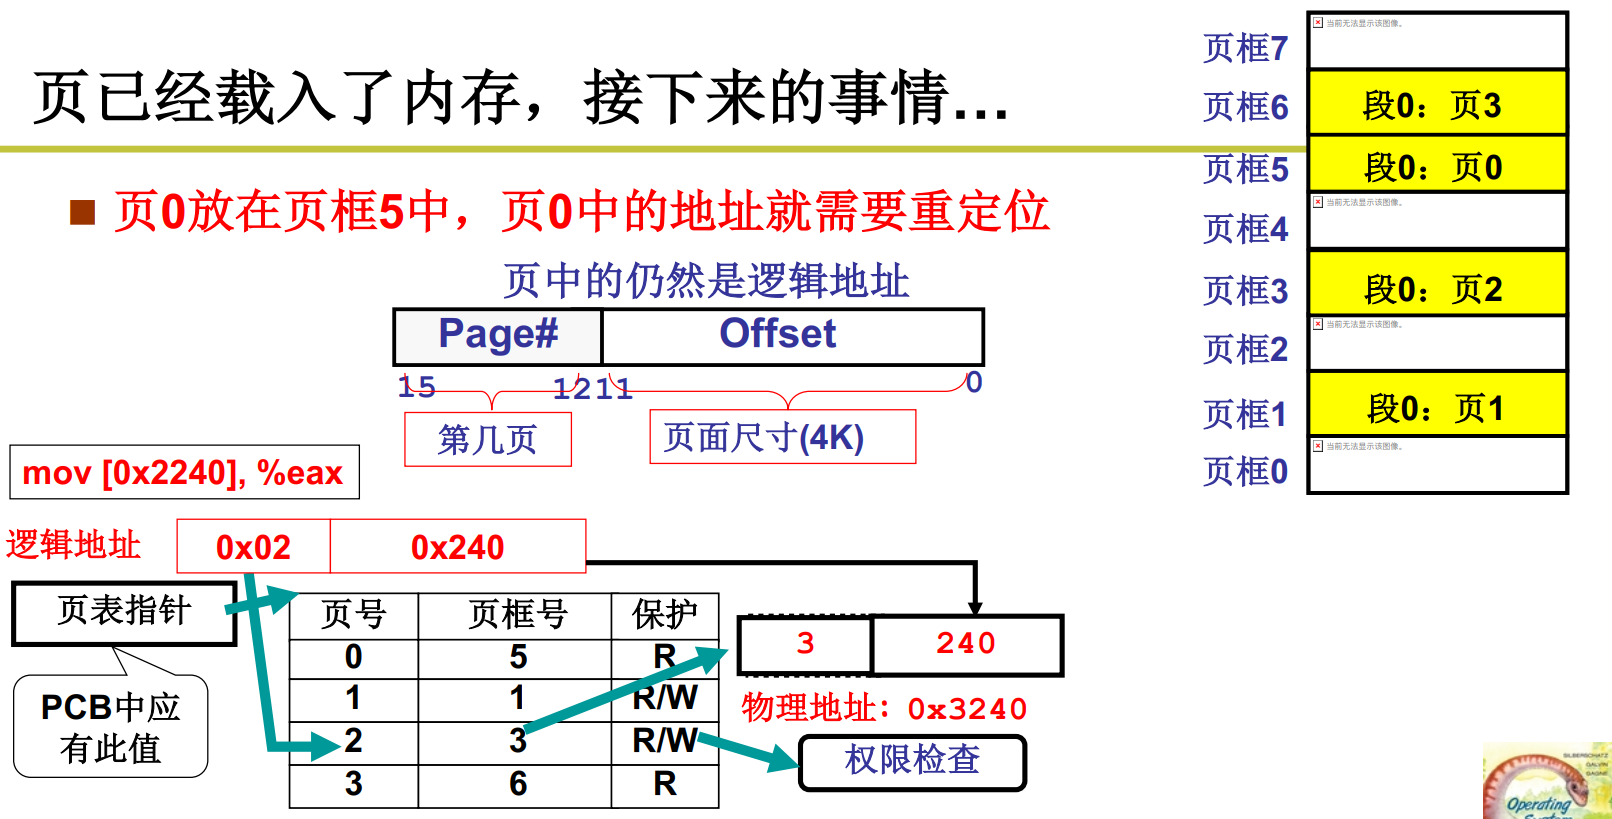 页已经载入了内存，接下来的事情...
■ 页0放在页框5中，页0中的地址就需要重定位
页中的仍然是逻辑地址
Page# Offset
15 12 11 0
第几页 页面尺寸(4K)
mov [0x2240], %eax
逻辑地址 0x02 0x240
页表指针
PCB中应
有此值
页号 页框号 保护
0 5 R
1 1 R/W
2 3 R/W
3 6 R
3 240
物理地址：0x3240
权限检查
页框7 当前无法显示该图像。
页框6 段0：页3
页框5 段0：页0
页框4 当前无法显示该图像。
页框3 段0：页2
页框2 当前无法显示该图像。
页框1 段0：页1
页框0 当前无法显示该图像。
SILBERSCHATZ
GALVIN
GAGNE
Operating
System